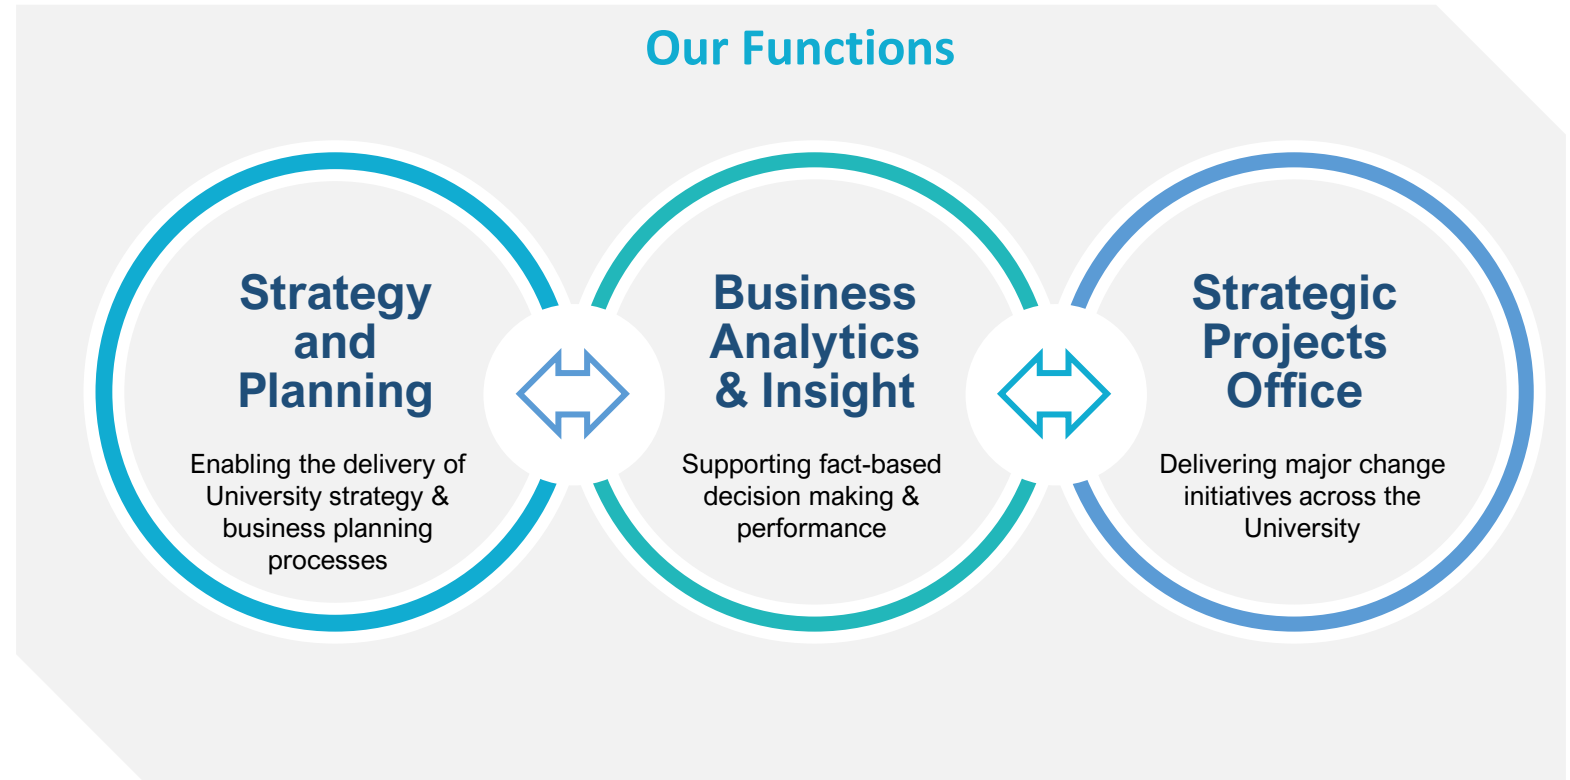 Our Functions
Strategy
and
Planning
Enabling the delivery of
University strategy &
business planning
processes
Business
Analytics
& Insight
Supporting fact-based
decision making &
performance
Strategic
Projects
Office
Delivering major change
initiatives across the
University